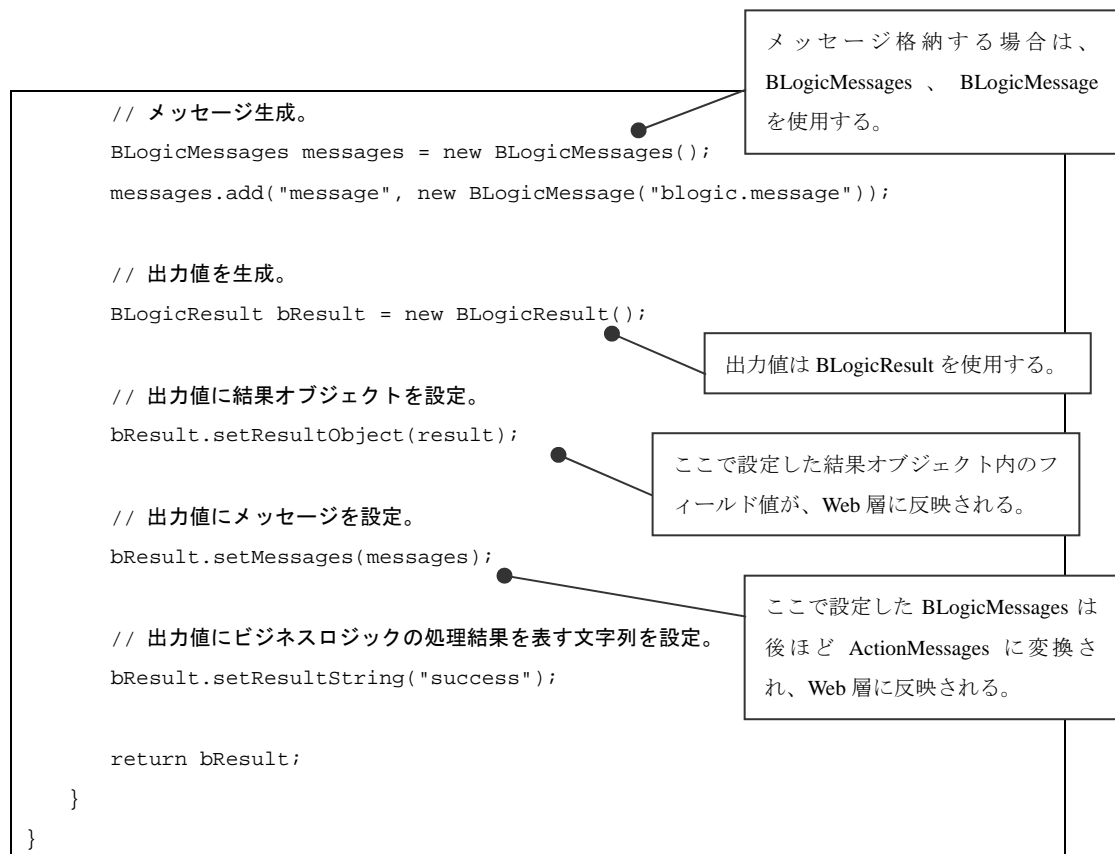 メッセージ格納する場合は、
BLogicMessages 、 BLogicMessage
を使用する。
// メッセージ生成。
BLogicMessages messages = new BLogicMessages();
messages.add("message", new BLogicMessage("blogic.message"));
// 出力値を生成。
BLogicResult bResult = new BLogicResult();
出力値は BLogicResult を使用する。
// 出力値に結果オブジェクトを設定。
bResult.setResultObject(result);
ここで設定した結果オブジェクト内のフ
ィールド値が、Web 層に反映される。
// 出力値にメッセージを設定。
bResult.setMessages(messages);
ここで設定した BLogicMessages は
後ほど ActionMessages に変換さ
れ、Web 層に反映される。
// 出力値にビジネスロジックの処理結果を表す文字列を設定。
bResult.setResultString("success");
return bResult;
}
}